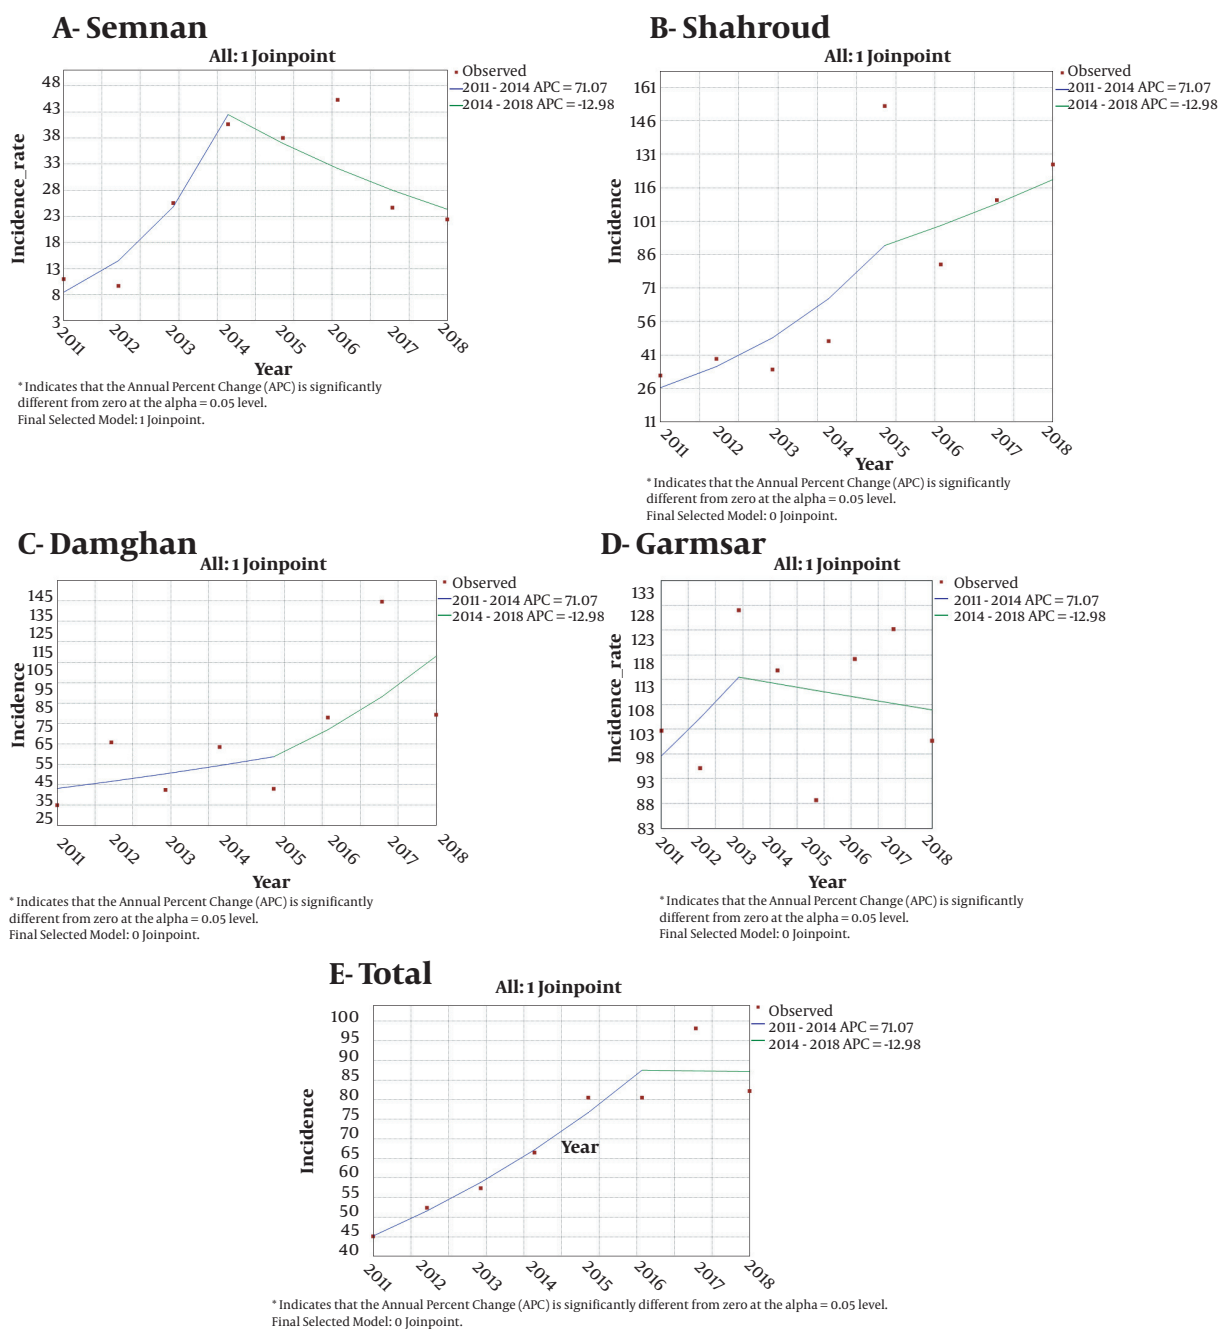 A- Semnan
All: 1 Joinpoint
Incidence_rate
48
43
38
33
28
23
18
13
8
3
2011
2012
2013
2014
2015
2016
2017
2018
Year
Observed
2011 - 2014 APC = 71.07
2014 - 2018 APC = -12.98
* Indicates that the Annual Percent Change (APC) is significantly
different from zero at the alpha = 0.05 level.
Final Selected Model: 1 Joinpoint.
B- Shahroud
All: 1 Joinpoint
Incidence
161
146
131
116
101
86
71
56
41
26
11
2011
2012
2013
2014
2015
2016
2017
2018
Year
Observed
2011 - 2014 APC = 71.07
2014 - 2018 APC = -12.98
* Indicates that the Annual Percent Change (APC) is significantly
different from zero at the alpha = 0.05 level.
Final Selected Model: 0 Joinpoint.
C- Damghan
All: 1 Joinpoint
Incidence
145
135
125
115
105
95
85
75
65
55
45
35
25
2011
2012
2013
2014
2015
2016
2017
2018
Year
Observed
2011 - 2014 APC = 71.07
2014 - 2018 APC = -12.98
* Indicates that the Annual Percent Change (APC) is significantly
different from zero at the alpha = 0.05 level.
Final Selected Model: 0 Joinpoint.
D- Garmsar
All: 1 Joinpoint
Incidence_rate
133
128
123
118
113
108
103
98
93
88
83
2011
2012
2013
2014
2015
2016
2017
2018
Year
Observed
2011 - 2014 APC = 71.07
2014 - 2018 APC = -12.98
* Indicates that the Annual Percent Change (APC) is significantly
different from zero at the alpha = 0.05 level.
Final Selected Model: 0 Joinpoint.
E- Total
All: 1 Joinpoint
Incidence
100
95
90
85
80
75
70
65
60
55
50
45
40
Year
2011
2012
2013
2014
2015
2016
2017
2018
Observed
2011 - 2014 APC = 71.07
2014 - 2018 APC = -12.98
* Indicates that the Annual Percent Change (APC) is significantly different from zero at the alpha = 0.05 level.
Final Selected Model: 0 Joinpoint.